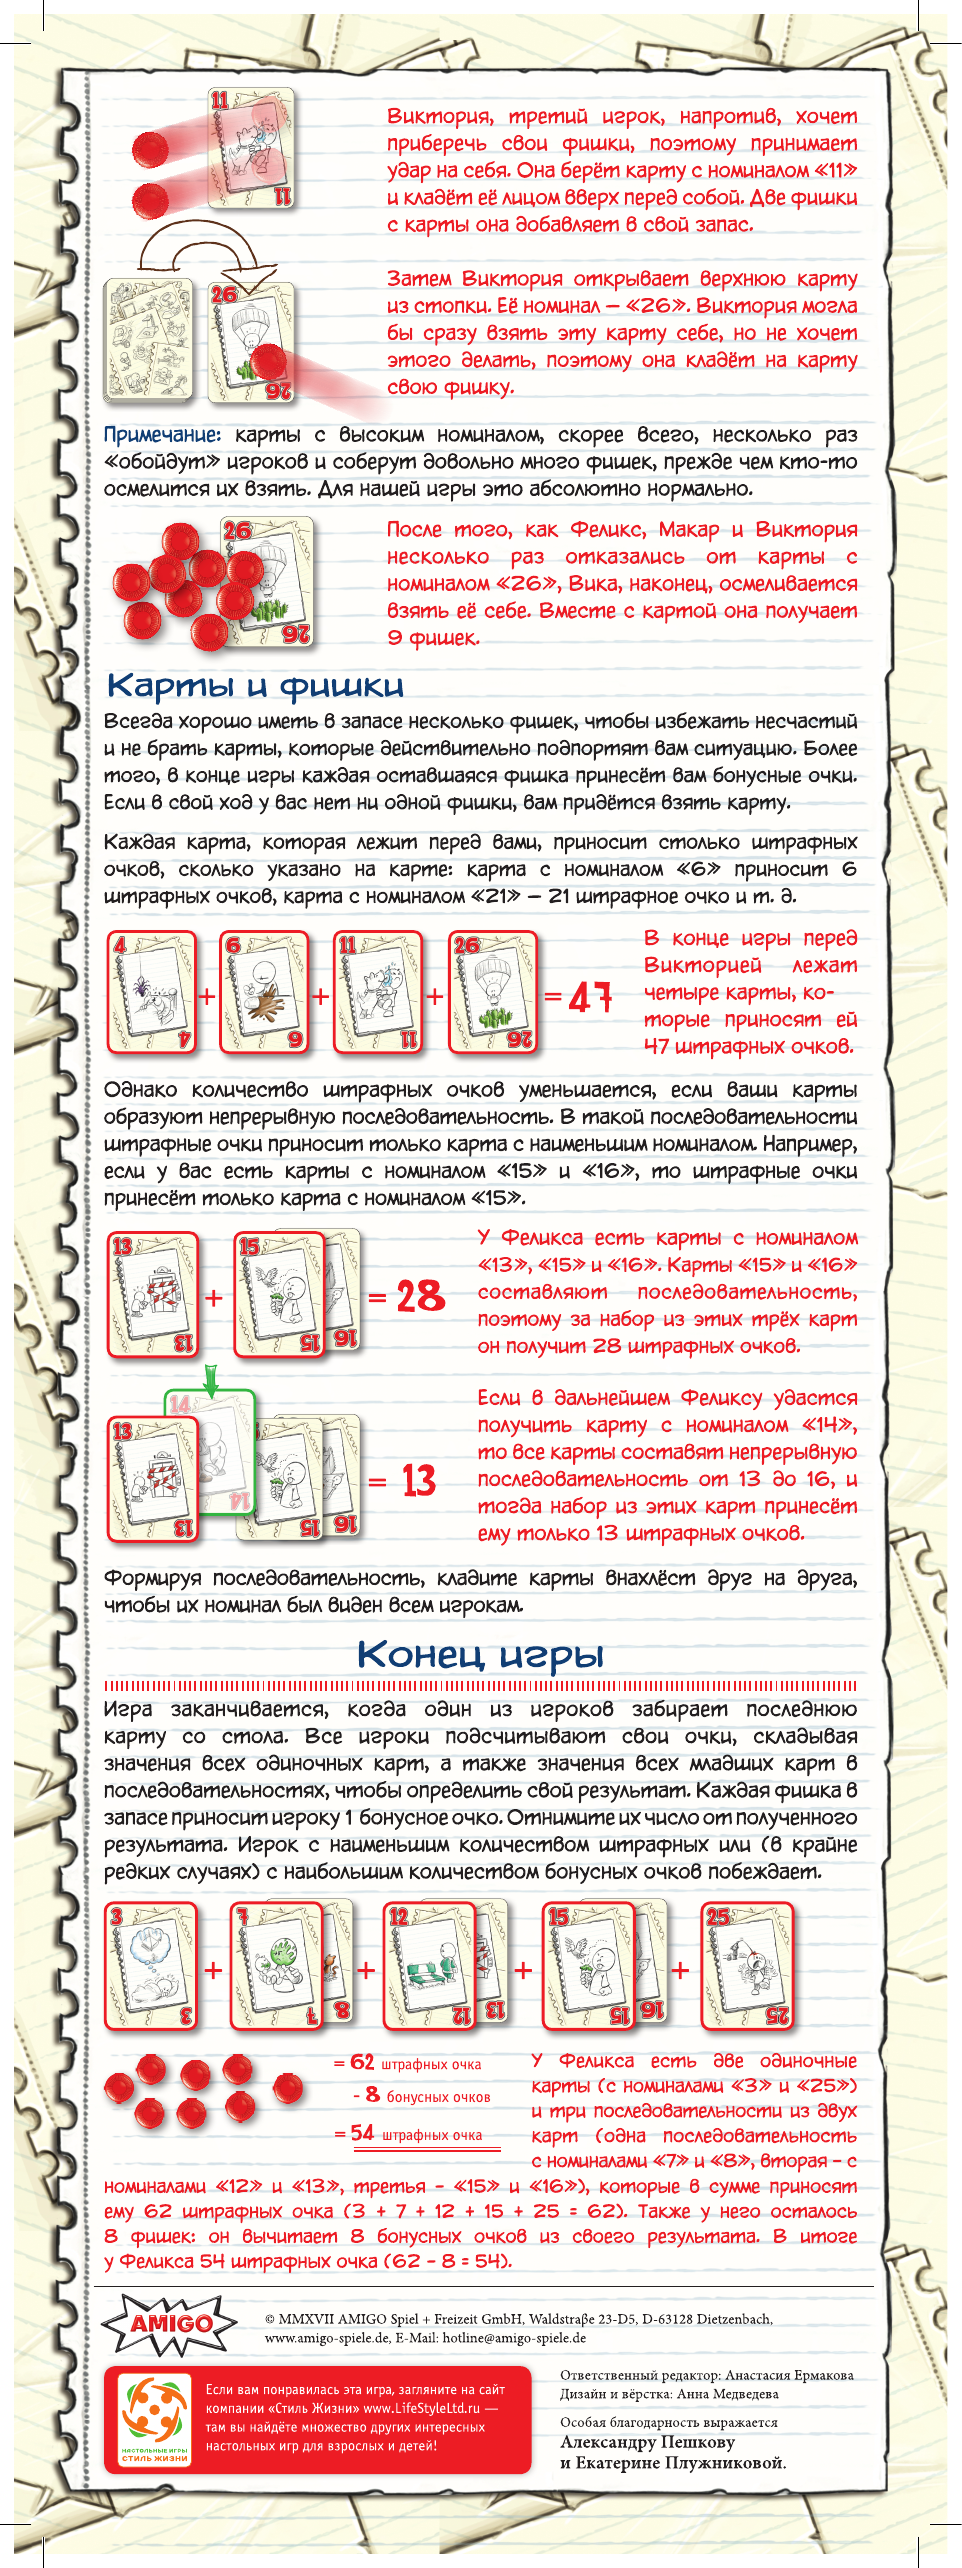 11
11
Виктория, третий игрок, напротив, хочет
приберечь свои фишки, поэтому принимает
удар на себя. Она берёт карту с номиналом «11»
и кладёт её лицом вверх перед собой. Две фишки
с карты она добавляет в свой запас.
26
26
Затем Виктория открывает верхнюю карту
из стопки. Её номинал – «26». Виктория могла
бы сразу взять эту карту себе, но не хочет
этого делать, поэтому она кладёт на карту
свою фишку.
Примечание: карты с высоким номиналом, скорее всего, несколько раз
«обойдут» игроков и соберут довольно много фишек, прежде чем кто-то
осмелится их взять. Для нашей игры это абсолютно нормально.
26
26
После того, как Феликс, Макар и Виктория
несколько раз отказались от карты с
номиналом «26», Вика, наконец, осмеливается
взять её себе. Вместе с картой она получает
9 фишек.
Карты и фишки
Всегда хорошо иметь в запасе несколько фишек, чтобы избежать несчастий
и не брать карты, которые действительно подпортят вам ситуацию. Более
того, в конце игры каждая оставшаяся фишка принесёт вам бонусные очки.
Если в свой ход у вас нет ни одной фишки, вам придётся взять карту.
Каждая карта, которая лежит перед вами, приносит столько штрафных
очков, сколько указано на карте: карта с номиналом «6» приносит 6
штрафных очков, карта с номиналом «21» – 21 штрафное очко и т. д.
4 6 11 26
+ + + = 47
4 6 11 26
В конце игры перед
Викторией лежат
четыре карты, ко-
торые приносят ей
47 штрафных очков.
Однако количество штрафных очков уменьшается, если ваши карты
образуют непрерывную последовательность. В такой последовательности
штрафные очки приносит только карта с наименьшим номиналом. Например,
если у вас есть карты с номиналом «15» и «16», то штрафные очки
принесёт только карта с номиналом «15».
13 15
+ = 28
13 15 16
У Феликса есть карты с номиналом
«13», «15» и «16». Карты «15» и «16»
составляют последовательность,
поэтому за набор из этих трёх карт
он получит 28 штрафных очков.
14
13
= 13
14
13 15 16
Если в дальнейшем Феликсу удастся
получить карту с номиналом «14»,
то все карты составят непрерывную
последовательность от 13 до 16, и
тогда набор из этих карт принесёт
ему только 13 штрафных очков.
Формируя последовательность, кладите карты внахлёст друг на друга,
чтобы их номинал был виден всем игрокам.
Конец игры
Игра заканчивается, когда один из игроков забирает последнюю
карту со стола. Все игроки подсчитывают свои очки, складывая
значения всех одиночных карт, а также значения всех младших карт в
последовательностях, чтобы определить свой результат. Каждая фишка в
запасе приносит игроку 1 бонусное очко. Отнимите их число от полученного
результата. Игрок с наименьшим количеством штрафных или (в крайне
редких случаях) с наибольшим количеством бонусных очков побеждает.
3 7 12 15 25
+ + + +
3 7 8 12 13 15 16 25
= 62 штрафных очка
- 8 бонусных очков
= 54 штрафных очка
У Феликса есть две одиночные
карты (с номиналами «3» и «25»)
и три последовательности из двух
карт (одна последовательность
с номиналами «7» и «8», вторая – с
номиналами «12» и «13», третья – «15» и «16»), которые в сумме приносят
ему 62 штрафных очка (3 + 7 + 12 + 15 + 25 = 62). Также у него осталось
8 фишек: он вычитает 8 бонусных очков из своего результата. В итоге
у Феликса 54 штрафных очка (62 – 8 = 54).
AMIGO
© MMXVII AMIGO Spiel + Freizeit GmbH, Waldstraße 23-D5, D-63128 Dietzenbach,
www.amigo-spiele.de, E-Mail: hotline@amigo-spiele.de
НАСТОЛЬНЫЕ ИГРЫ
СТИЛЬ ЖИЗНИ
Если вам понравилась эта игра, загляните на сайт
компании «Стиль Жизни» www.LifeStyleLtd.ru —
там вы найдёте множество других интересных
настольных игр для взрослых и детей!
Ответственный редактор: Анастасия Ермакова
Дизайн и вёрстка: Анна Медведева
Особая благодарность выражается
Александру Пешкову
и Екатерине Плужниковой.